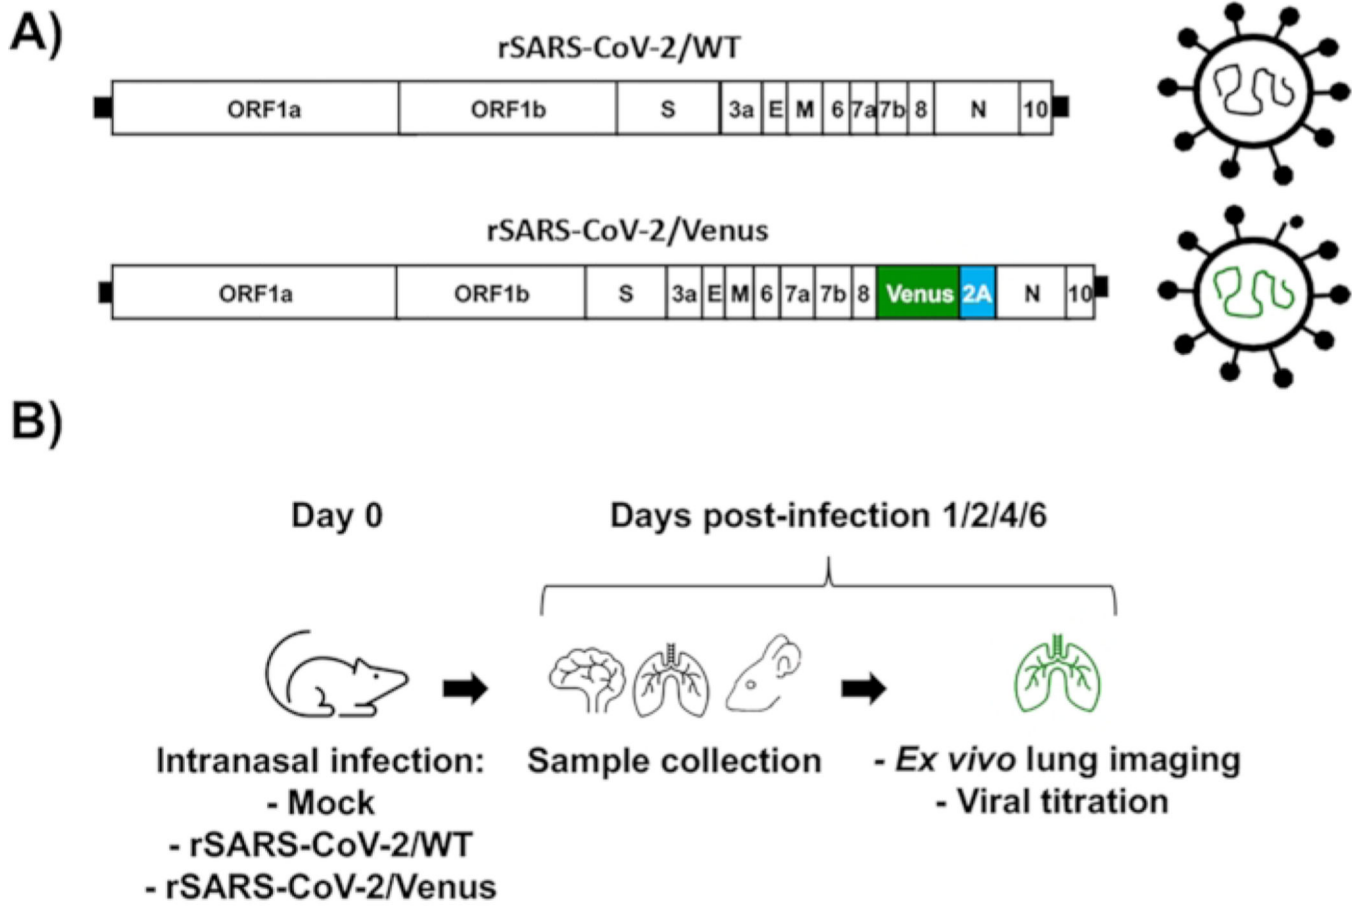 A)
rSARS-CoV-2/WT
ORF1a ORF1b S 3a E M 6 7a 7b 8 N 10
rSARS-CoV-2/Venus
ORF1a ORF1b S 3a E M 6 7a 7b 8 Venus 2A N 10
B)
Day 0
Days post-infection 1/2/4/6
Intranasal infection:
- Mock
- rSARS-CoV-2/WT
- rSARS-CoV-2/Venus
Sample collection
- Ex vivo lung imaging
- Viral titration